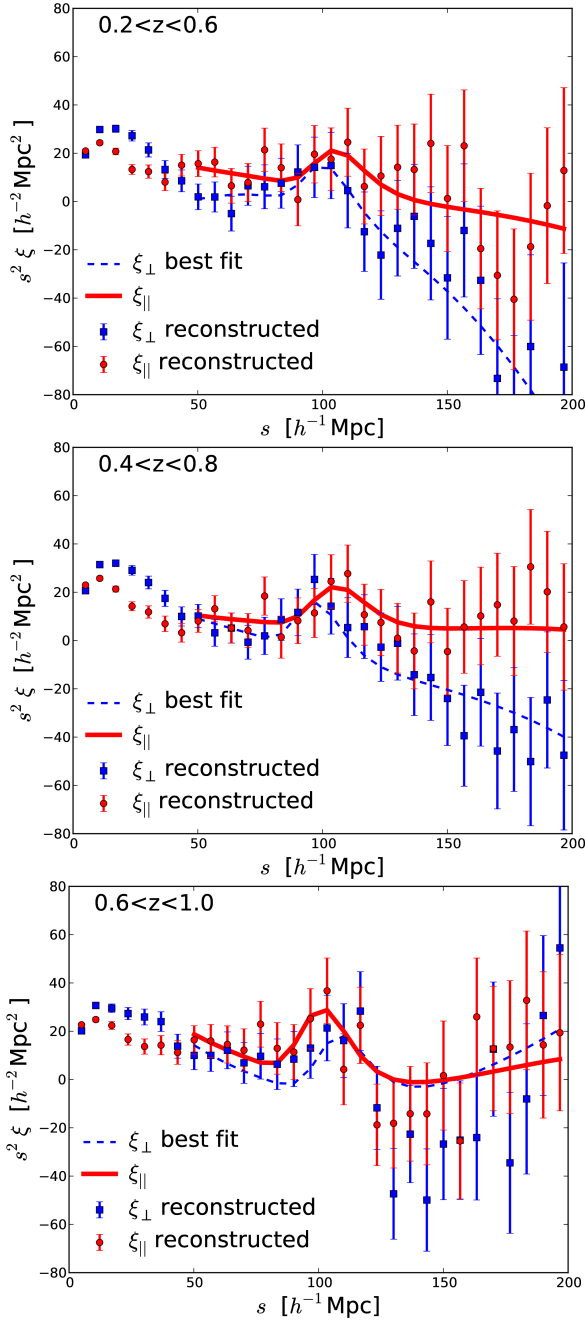 0.2<z<0.6
80
60
40
20
0
−20
−40
−60
−80
s² ξ [h⁻² Mpc²]
ξ⊥ best fit
ξ||
ξ⊥ reconstructed
ξ|| reconstructed
0 50 100 150 200
s [h⁻¹ Mpc]
0.4<z<0.8
80
60
40
20
0
−20
−40
−60
−80
s² ξ [h⁻² Mpc²]
ξ⊥ best fit
ξ||
ξ⊥ reconstructed
ξ|| reconstructed
0 50 100 150 200
s [h⁻¹ Mpc]
0.6<z<1.0
80
60
40
20
0
−20
−40
−60
−80
s² ξ [h⁻² Mpc²]
ξ⊥ best fit
ξ||
ξ⊥ reconstructed
ξ|| reconstructed
0 50 100 150 200
s [h⁻¹ Mpc]